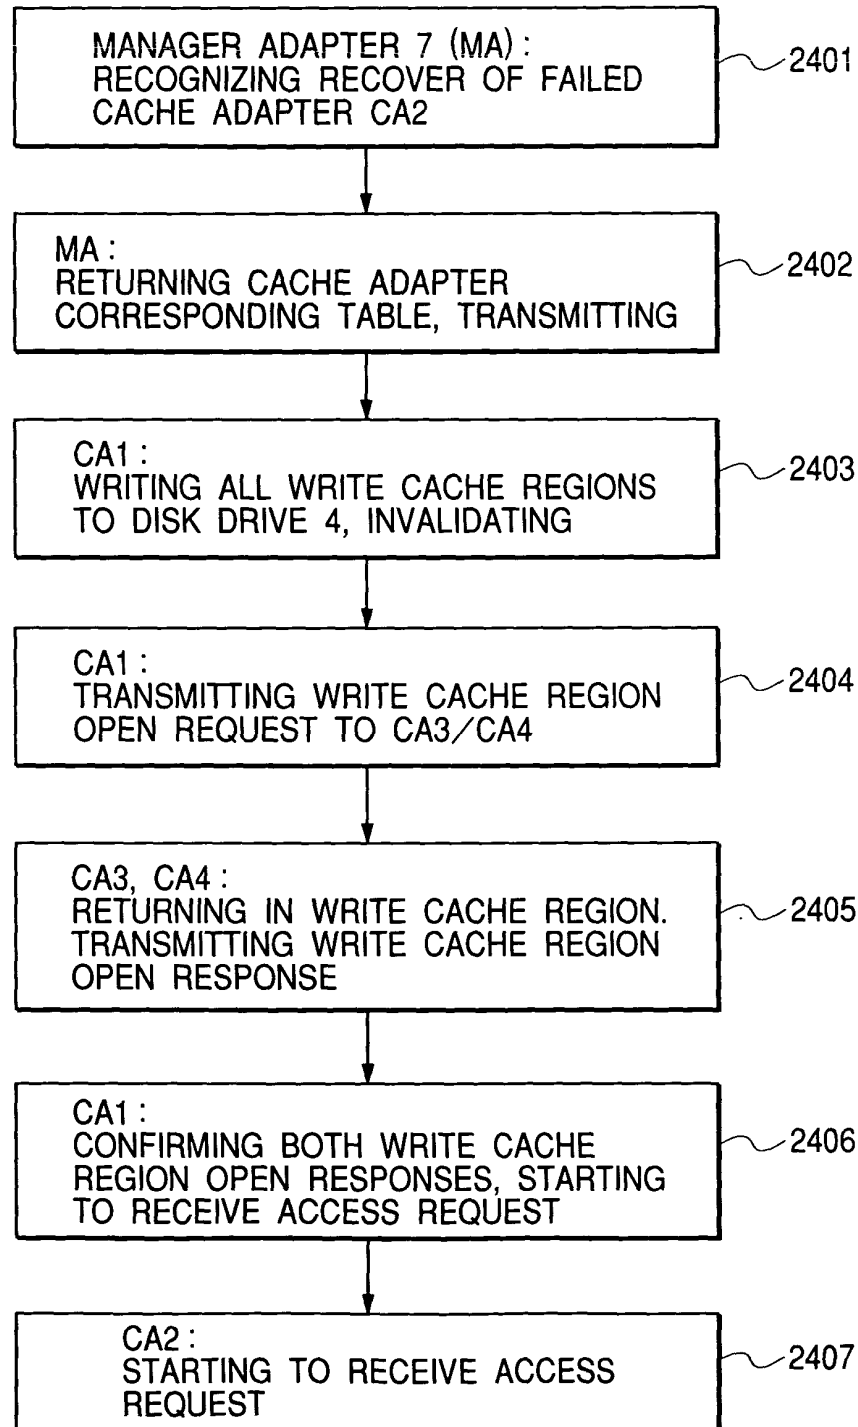 MANAGER ADAPTER 7 (MA) :
RECOGNIZING RECOVER OF FAILED
CACHE ADAPTER CA2
2401
MA :
RETURNING CACHE ADAPTER
CORRESPONDING TABLE, TRANSMITTING
2402
CA1 :
WRITING ALL WRITE CACHE REGIONS
TO DISK DRIVE 4, INVALIDATING
2403
CA1 :
TRANSMITTING WRITE CACHE REGION
OPEN REQUEST TO CA3/CA4
2404
CA3, CA4 :
RETURNING IN WRITE CACHE REGION.
TRANSMITTING WRITE CACHE REGION
OPEN RESPONSE
2405
CA1 :
CONFIRMING BOTH WRITE CACHE
REGION OPEN RESPONSES, STARTING
TO RECEIVE ACCESS REQUEST
2406
CA2 :
STARTING TO RECEIVE ACCESS
REQUEST
2407